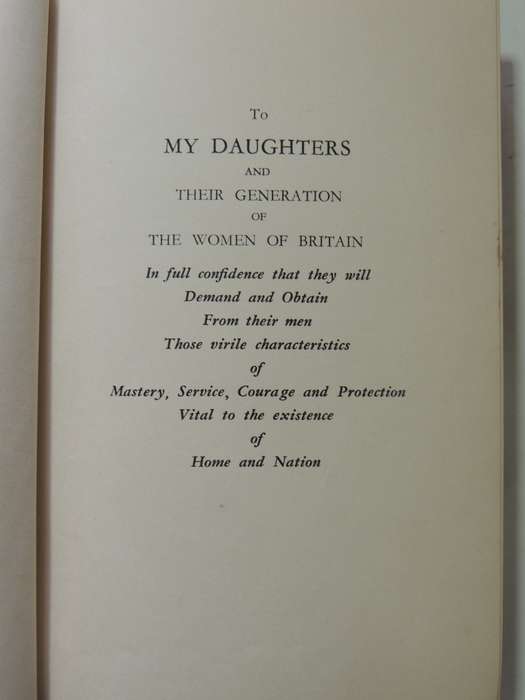 To
MY DAUGHTERS
AND
THEIR GENERATION
OF
THE WOMEN OF BRITAIN
In full confidence that they will
Demand and Obtain
From their men
Those virile characteristics
of
Mastery, Service, Courage and Protection
Vital to the existence
of
Home and Nation